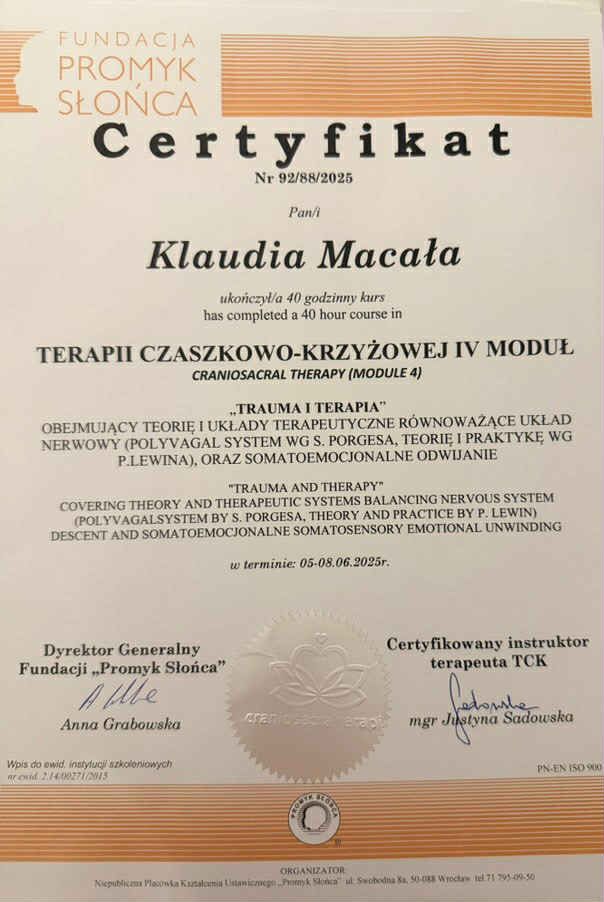 FUNDACJA
PROMYK
SŁOŃCA
Certyfikat
Nr 92/88/2025
Pan/i
Klaudia Macała
ukończył/a 40 godzinny kurs
has completed a 40 hour course in
TERAPII CZASZKOWO-KRZYŻOWEJ IV MODUŁ
CRANIOSACRAL THERAPY (MODULE 4)
„TRAUMA I TERAPIA”
OBEJMUJĄCY TEORIĘ I UKŁADY TERAPEUTYCZNE RÓWNOWAŻĄCE UKŁAD
NERWOWY (POLYVAGAL SYSTEM WG S. PORGESA, TEORIĘ I PRAKTYKĘ WG
P.LEWINA), ORAZ SOMATOEMOCJONALNE ODWIJANIE
"TRAUMA AND THERAPY"
COVERING THEORY AND THERAPEUTIC SYSTEMS BALANCING NERVOUS SYSTEM
(POLYVAGALSYSTEM BY S. PORGESA, THEORY AND PRACTICE BY P. LEWIN)
DESCENT AND SOMATOEMOCJONALNE SOMATOSENSORY EMOTIONAL UNWINDING
w terminie: 05-08.06.2025r.
Dyrektor Generalny
Fundacji „Promyk Słońca”
Anna Grabowska
craniosacral therapi
Certyfikowany instruktor
terapeuta TCK
Sadowska
mgr Justyna Sadowska
Wpis do ewid. instytucji szkoleniowych
nr ewid. 2.14/00271/2015
PN-EN ISO 900
PROMYK SŁOŃCA
ORGANIZATOR:
Niepubliczna Placówka Kształcenia Ustawicznego „Promyk Słońca” ul. Swobodna 8a, 50-088 Wrocław tel.71 795-09-50